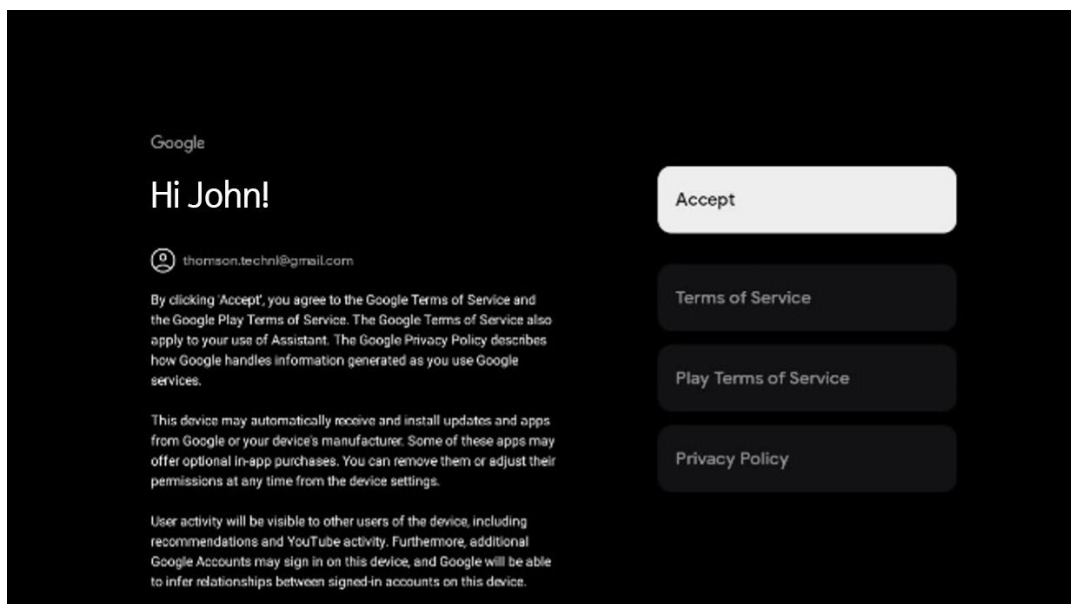 Google
Hi John!
thomson.technl@gmail.com
By clicking 'Accept', you agree to the Google Terms of Service and
the Google Play Terms of Service. The Google Terms of Service also
apply to your use of Assistant. The Google Privacy Policy describes
how Google handles information generated as you use Google
services.
This device may automatically receive and install updates and apps
from Google or your device's manufacturer. Some of these apps may
offer optional in-app purchases. You can remove them or adjust their
permissions at any time from the device settings.
User activity will be visible to other users of the device, including
recommendations and YouTube activity. Furthermore, additional
Google Accounts may sign in on this device, and Google will be able
to infer relationships between signed-in accounts on this device.
Accept
Terms of Service
Play Terms of Service
Privacy Policy